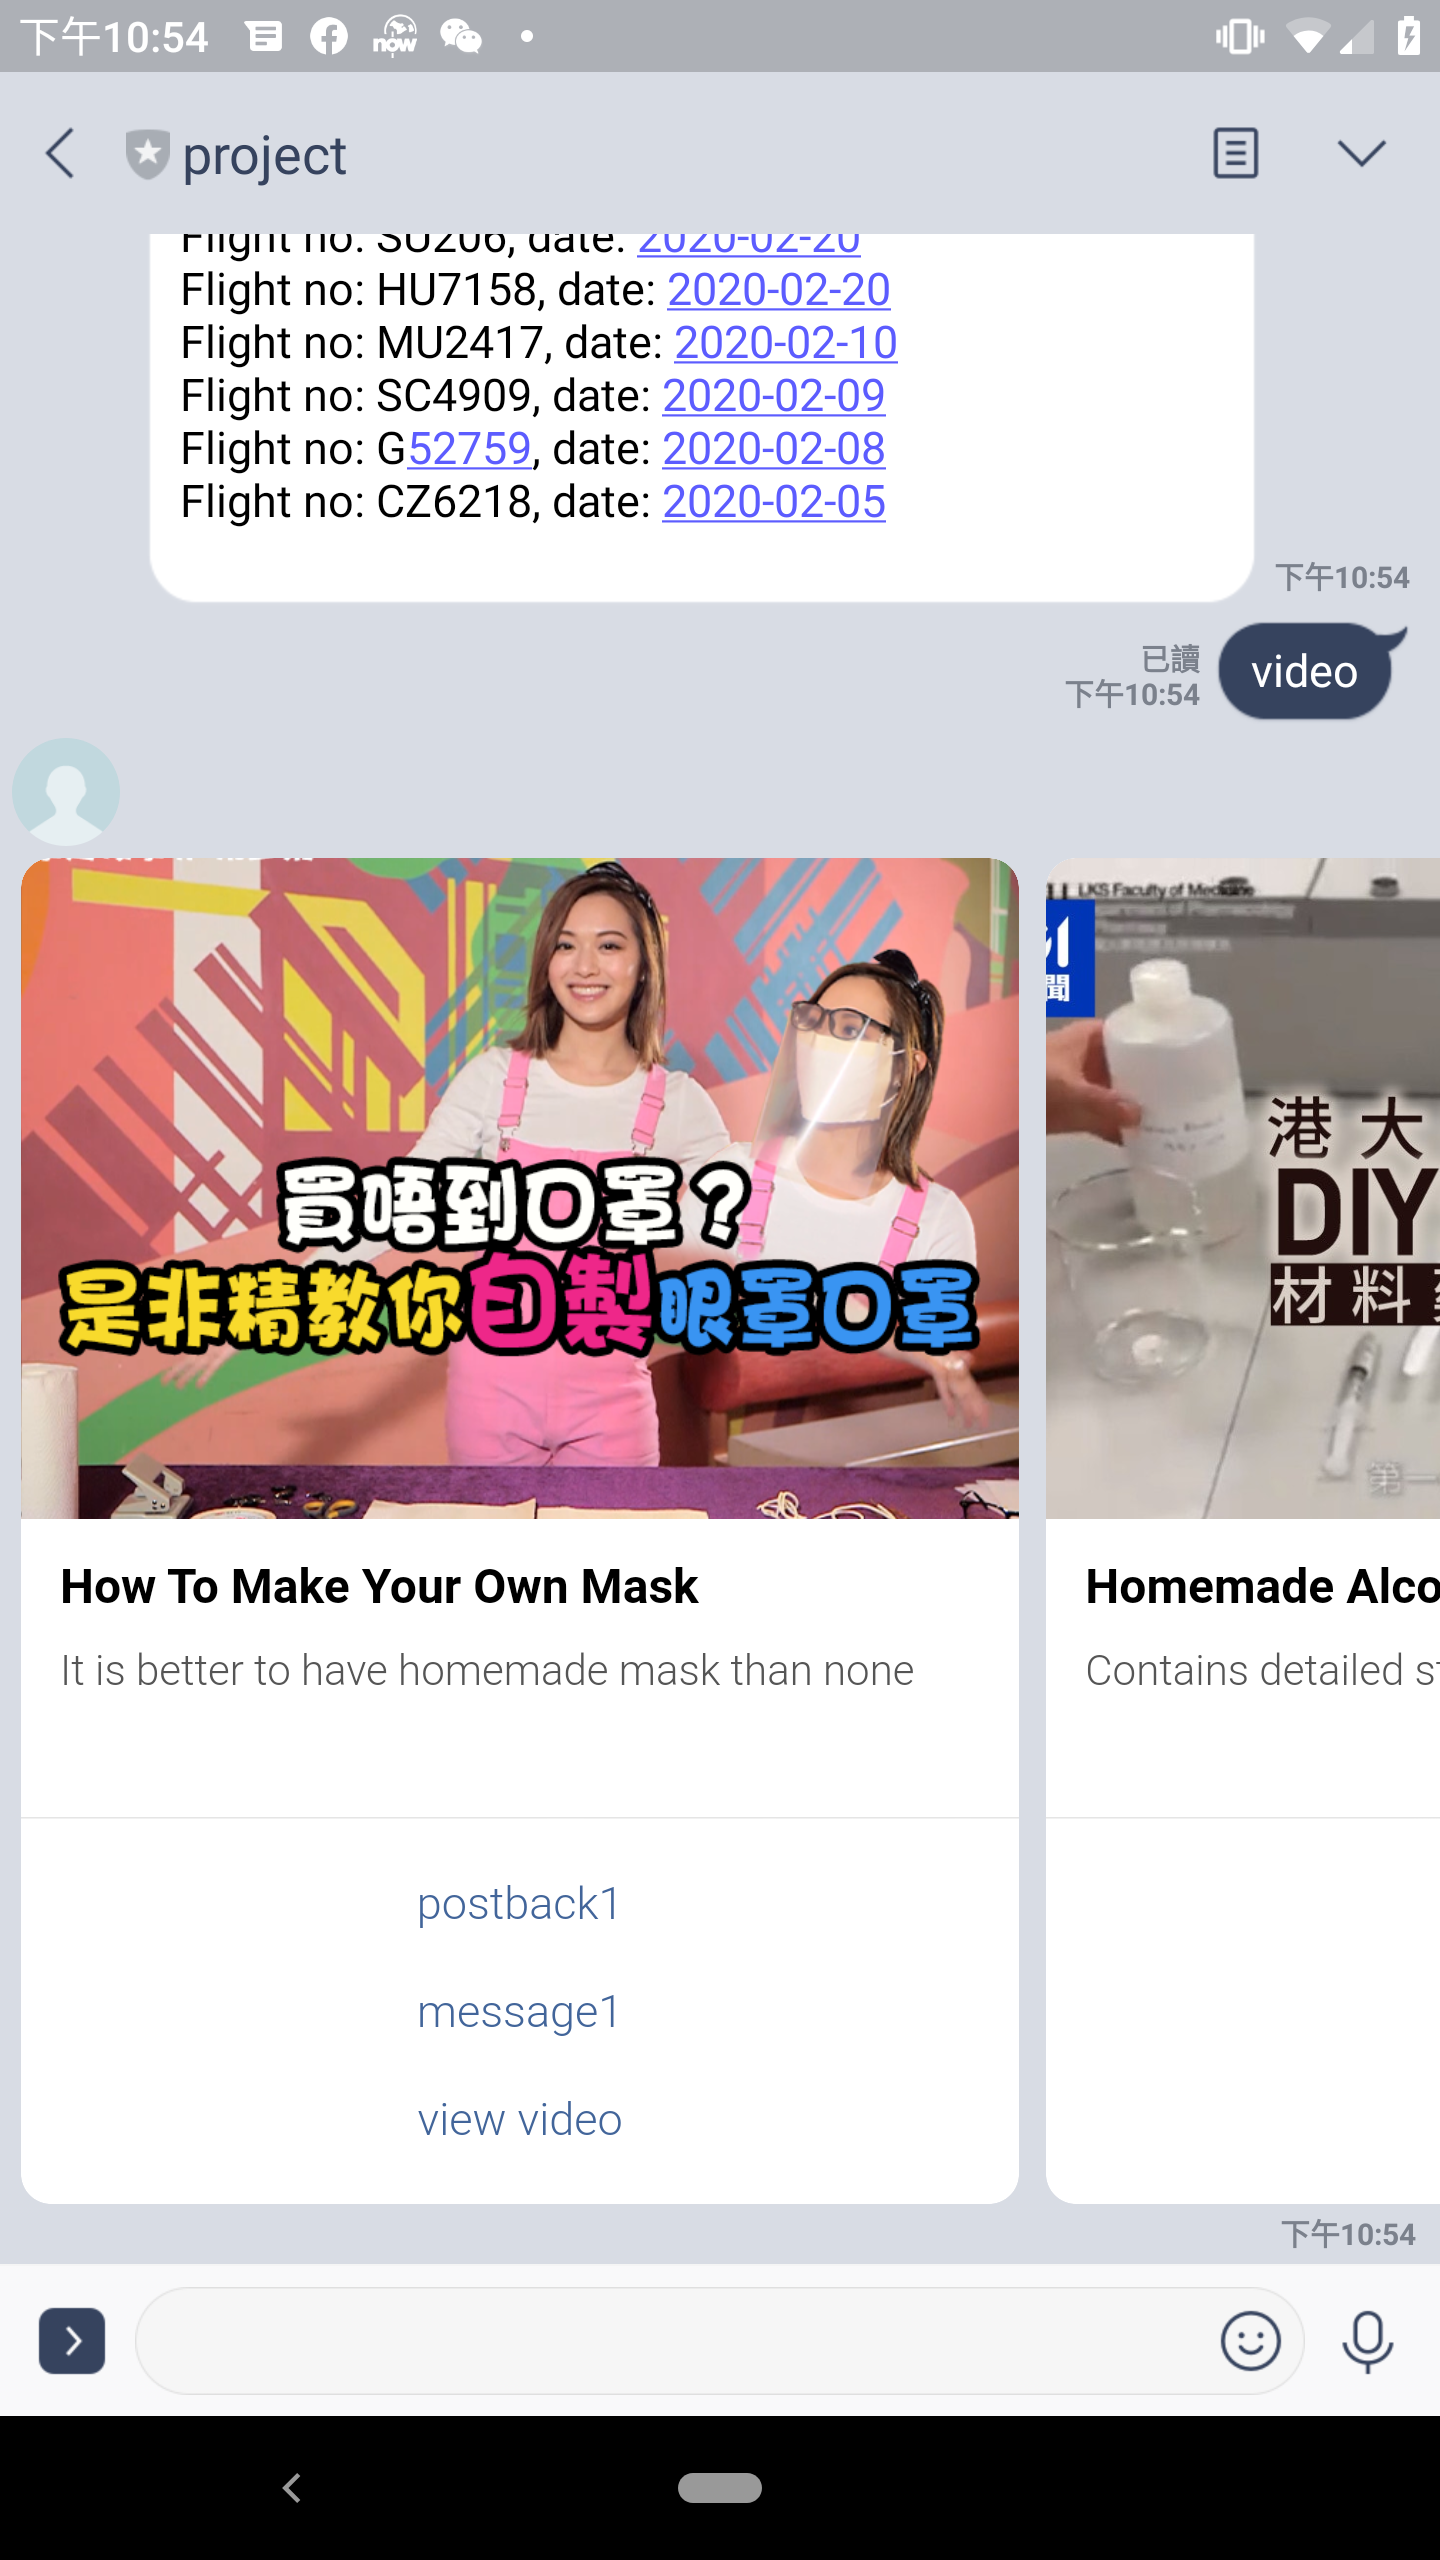 下午10:54
now
project
Flight no: SU206, date: 2020-02-20
Flight no: HU7158, date: 2020-02-20
Flight no: MU2417, date: 2020-02-10
Flight no: SC4909, date: 2020-02-09
Flight no: G52759, date: 2020-02-08
Flight no: CZ6218, date: 2020-02-05
下午10:54
已讀
下午10:54
video
買唔到口罩？
是非精教你自製眼罩口罩
LKS Faculty of Medicine
聞
港大
DIY
材料
第一
How To Make Your Own Mask
It is better to have homemade mask than none
postback1
message1
view video
Homemade Alco
Contains detailed s
下午10:54